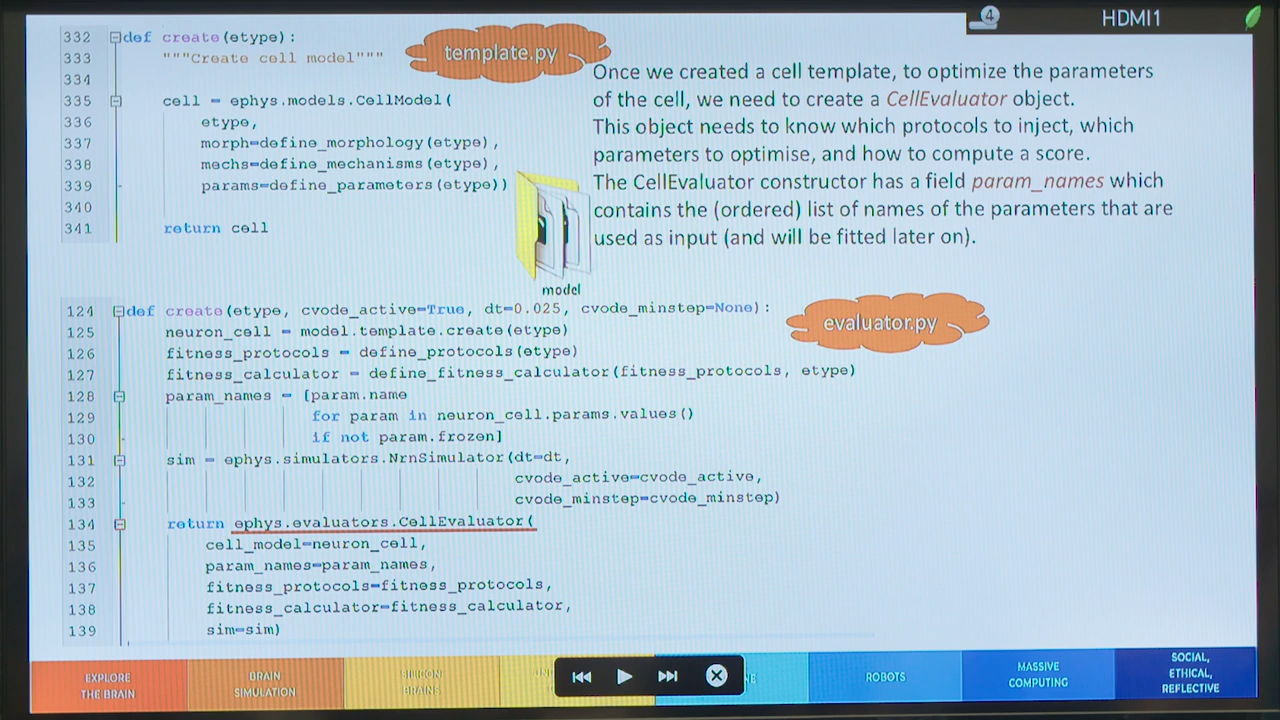 4
HDMI1
332 def create(etype):
333 """Create cell model"""
334
335 cell = ephys.models.CellModel(
336 etype,
337 morph=define_morphology(etype),
338 mechs=define_mechanisms(etype),
339 params=define_parameters(etype))
340
341 return cell
template.py
Once we created a cell template, to optimize the parameters
of the cell, we need to create a CellEvaluator object.
This object needs to know which protocols to inject, which
parameters to optimise, and how to compute a score.
The CellEvaluator constructor has a field param_names which
contains the (ordered) list of names of the parameters that are
used as input (and will be fitted later on).
model
124 def create(etype, cvode_active=True, dt=0.025, cvode_minstep=None):
125 neuron_cell = model.template.create(etype)
126 fitness_protocols = define_protocols(etype)
127 fitness_calculator = define_fitness_calculator(fitness_protocols, etype)
128 param_names = [param.name
129 for param in neuron_cell.params.values()
130 if not param.frozen]
131 sim = ephys.simulators.NrnSimulator(dt=dt,
132 cvode_active=cvode_active,
133 cvode_minstep=cvode_minstep)
134 return ephys.evaluators.CellEvaluator(
135 cell_model=neuron_cell,
136 param_names=param_names,
137 fitness_protocols=fitness_protocols,
138 fitness_calculator=fitness_calculator,
139 sim=sim)
evaluator.py
EXPLORE
THE BRAIN
BRAIN
SIMULATION
SILICON
BRAINS
ROBOTS
MASSIVE
COMPUTING
SOCIAL,
ETHICAL,
REFLECTIVE